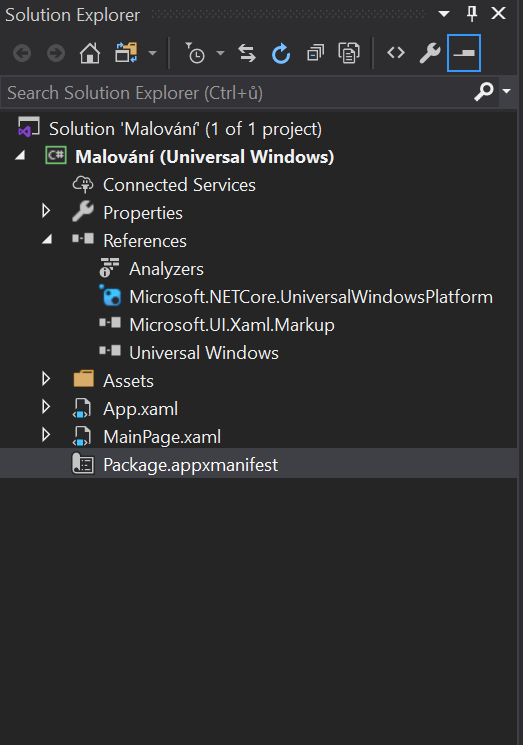 Solution Explorer
Search Solution Explorer (Ctrl+ů)
Solution 'Malování' (1 of 1 project)
C# Malování (Universal Windows)
Connected Services
Properties
References
Analyzers
Microsoft.NETCore.UniversalWindowsPlatform
Microsoft.UI.Xaml.Markup
Universal Windows
Assets
App.xaml
MainPage.xaml
Package.appxmanifest